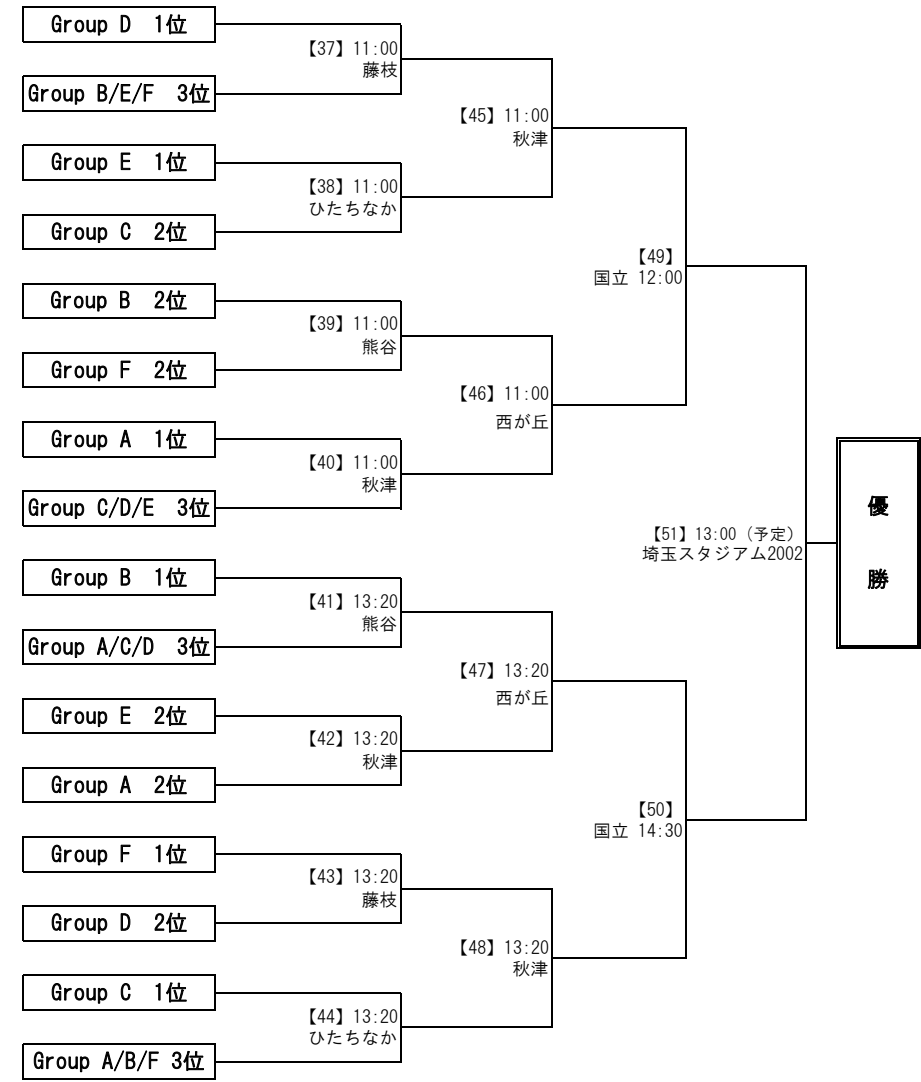 Group D 1位
【37】11:00
藤枝
Group B/E/F 3位
【45】11:00
秋津
Group E 1位
【38】11:00
ひたちなか
Group C 2位
【49】
国立 12:00
Group B 2位
【39】11:00
熊谷
Group F 2位
【46】11:00
西が丘
Group A 1位
【40】11:00
秋津
Group C/D/E 3位
【51】13:00（予定）
埼玉スタジアム2002
優
勝
Group B 1位
【41】13:20
熊谷
Group A/C/D 3位
【47】13:20
西が丘
Group E 2位
【42】13:20
秋津
Group A 2位
【50】
国立 14:30
Group F 1位
【43】13:20
藤枝
Group D 2位
【48】13:20
秋津
Group C 1位
【44】13:20
ひたちなか
Group A/B/F 3位